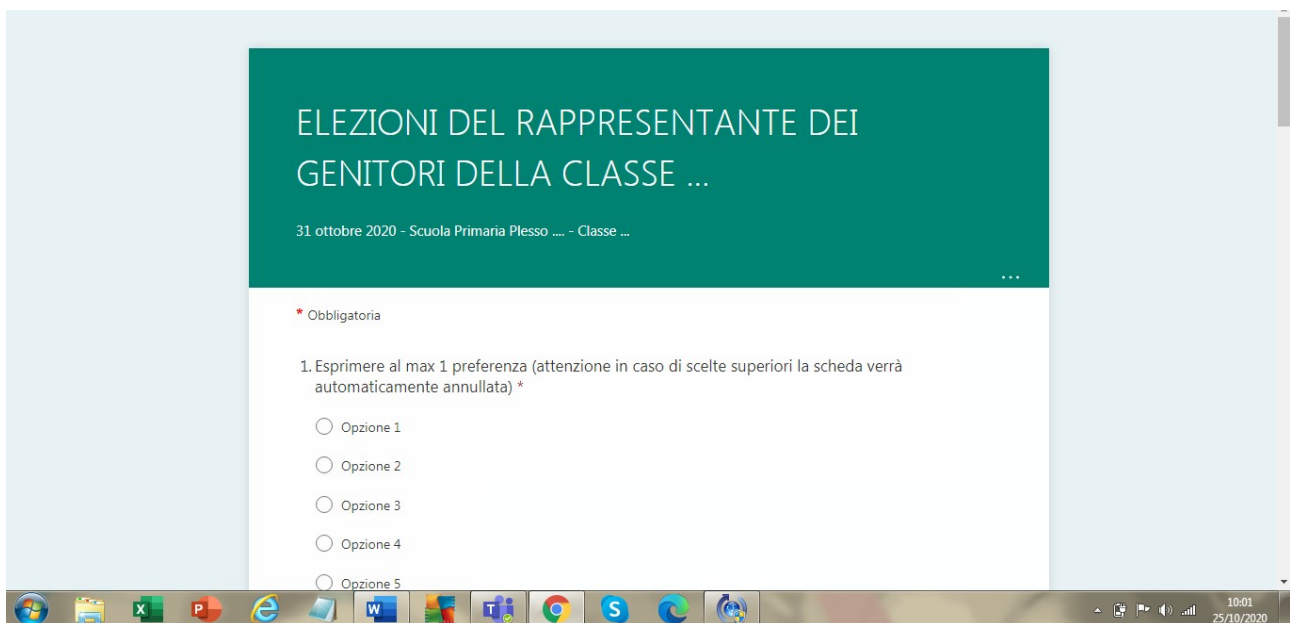 ELEZIONI DEL RAPPRESENTANTE DEI
GENITORI DELLA CLASSE ...
31 ottobre 2020 - Scuola Primaria Plesso .... - Classe ...
...
* Obbligatoria
1. Esprimere al max 1 preferenza (attenzione in caso di scelte superiori la scheda verrà
automaticamente annullata) *
Opzione 1
Opzione 2
Opzione 3
Opzione 4
Opzione 5
10:01
25/10/2020